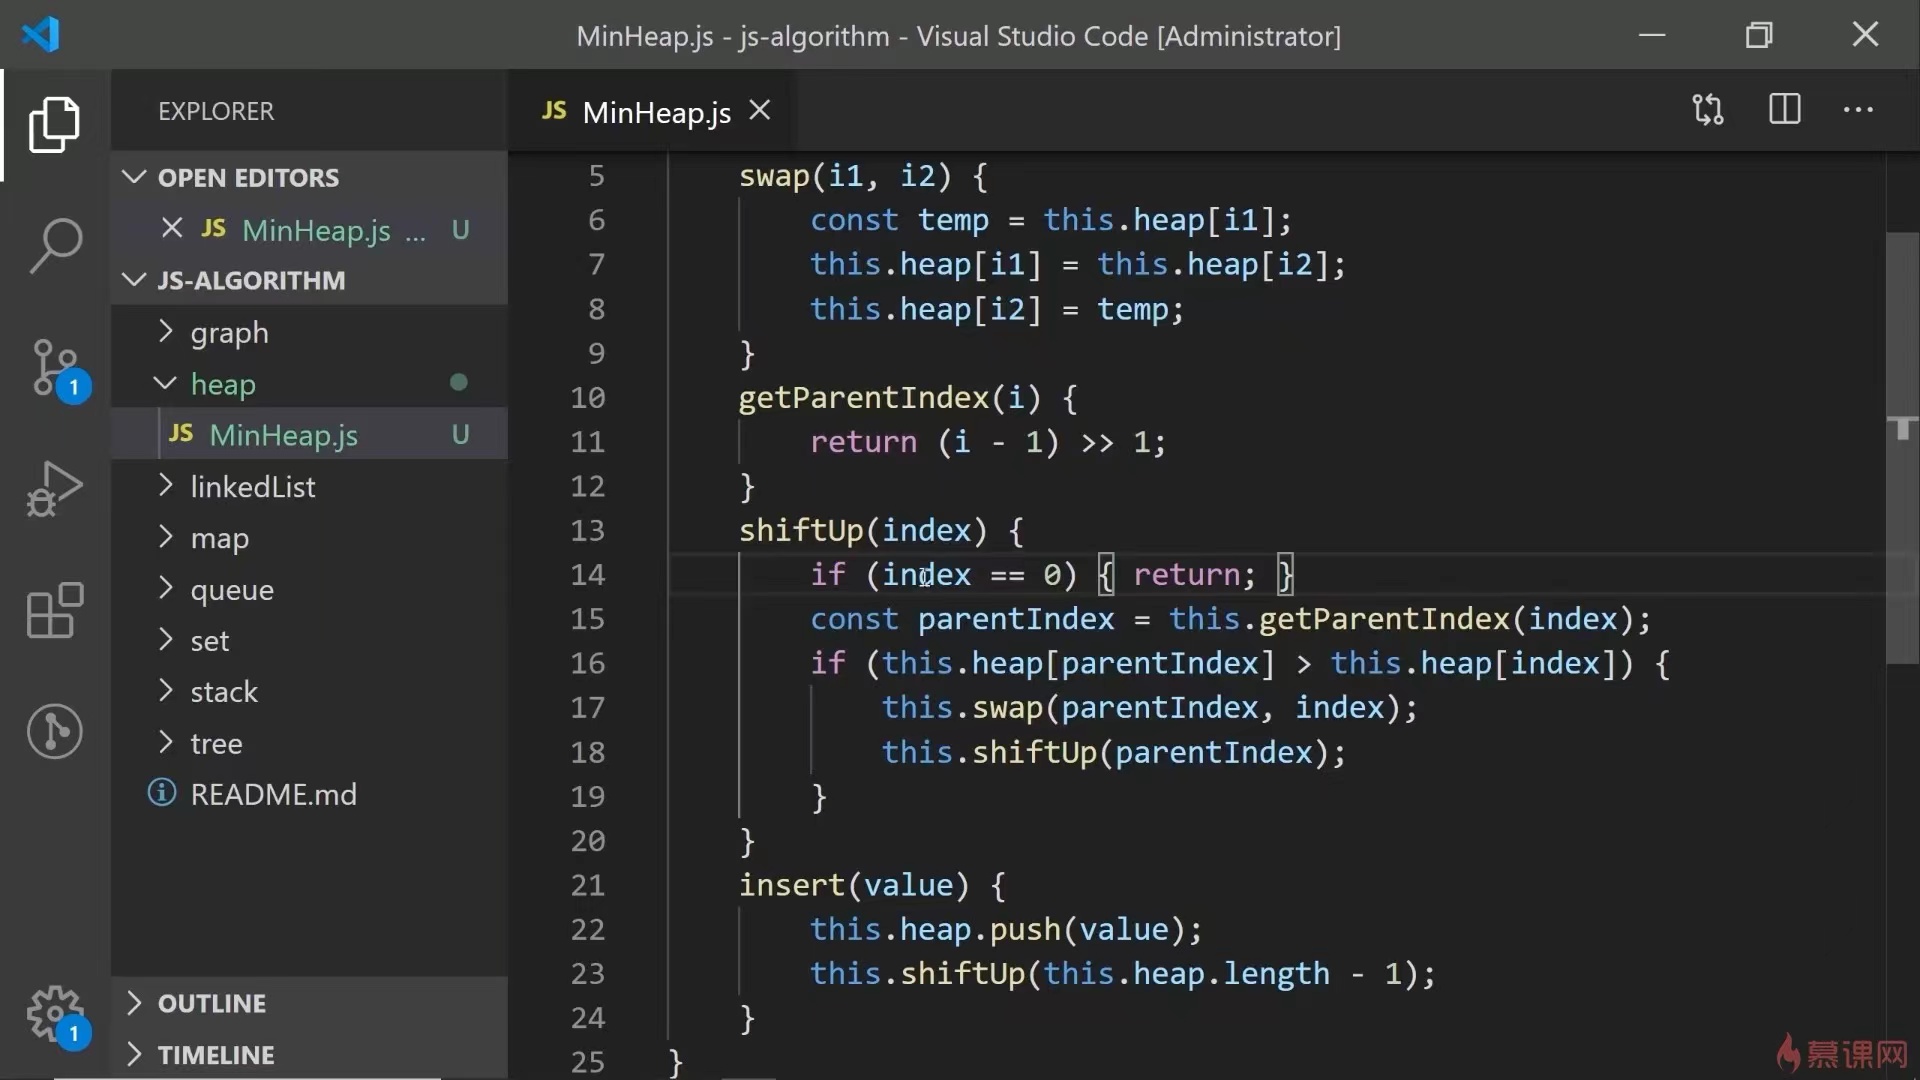 MinHeap.js - js-algorithm - Visual Studio Code [Administrator]
EXPLORER
OPEN EDITORS
JS MinHeap.js ... U
JS-ALGORITHM
graph
heap
JS MinHeap.js U
linkedList
map
queue
set
stack
tree
README.md
OUTLINE
TIMELINE
1
1
JS MinHeap.js
5 swap(i1, i2) {
6 const temp = this.heap[i1];
7 this.heap[i1] = this.heap[i2];
8 this.heap[i2] = temp;
9 }
10 getParentIndex(i) {
11 return (i - 1) >> 1;
12 }
13 shiftUp(index) {
14 if (index == 0) { return; }
15 const parentIndex = this.getParentIndex(index);
16 if (this.heap[parentIndex] > this.heap[index]) {
17 this.swap(parentIndex, index);
18 this.shiftUp(parentIndex);
19 }
20 }
21 insert(value) {
22 this.heap.push(value);
23 this.shiftUp(this.heap.length - 1);
24 }
25 }
慕课网